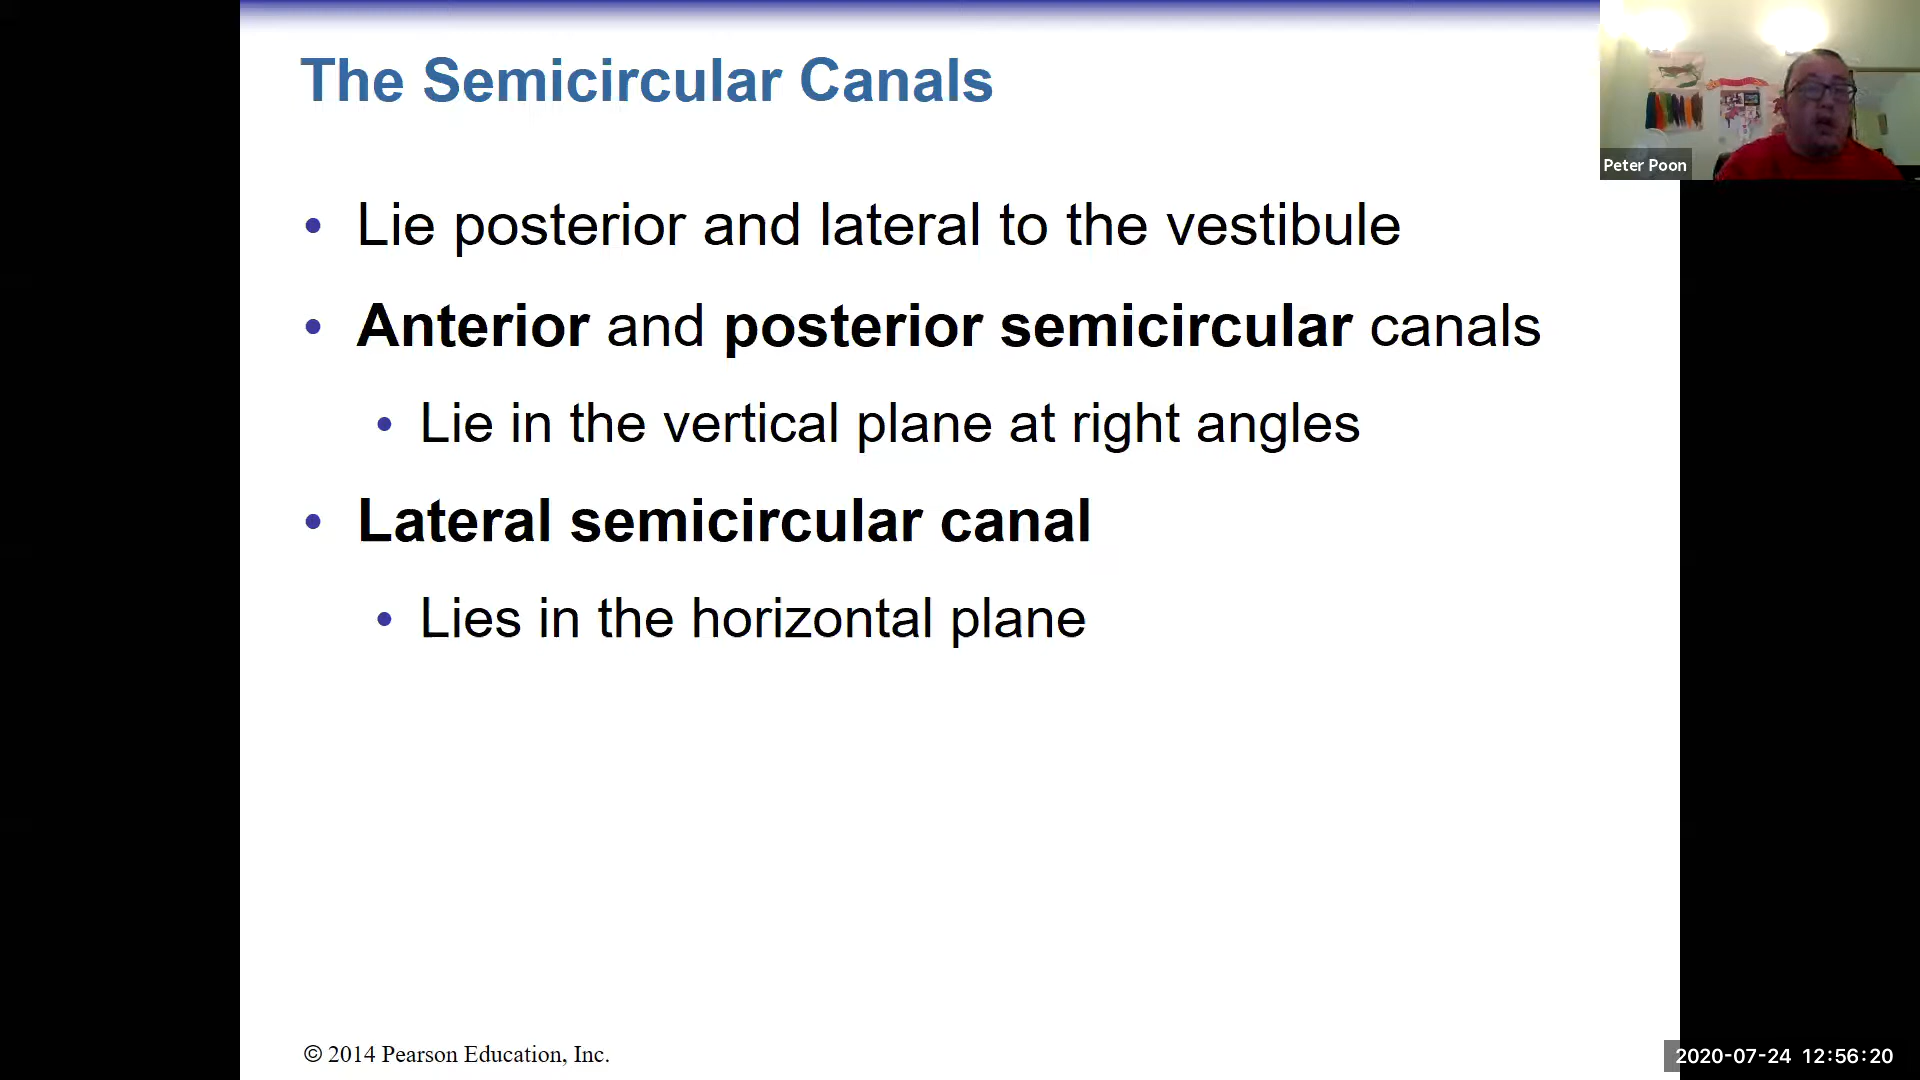 The Semicircular Canals
Peter Poon
• Lie posterior and lateral to the vestibule
• Anterior and posterior semicircular canals
• Lie in the vertical plane at right angles
• Lateral semicircular canal
• Lies in the horizontal plane
© 2014 Pearson Education, Inc.
2020-07-24 12:56:20